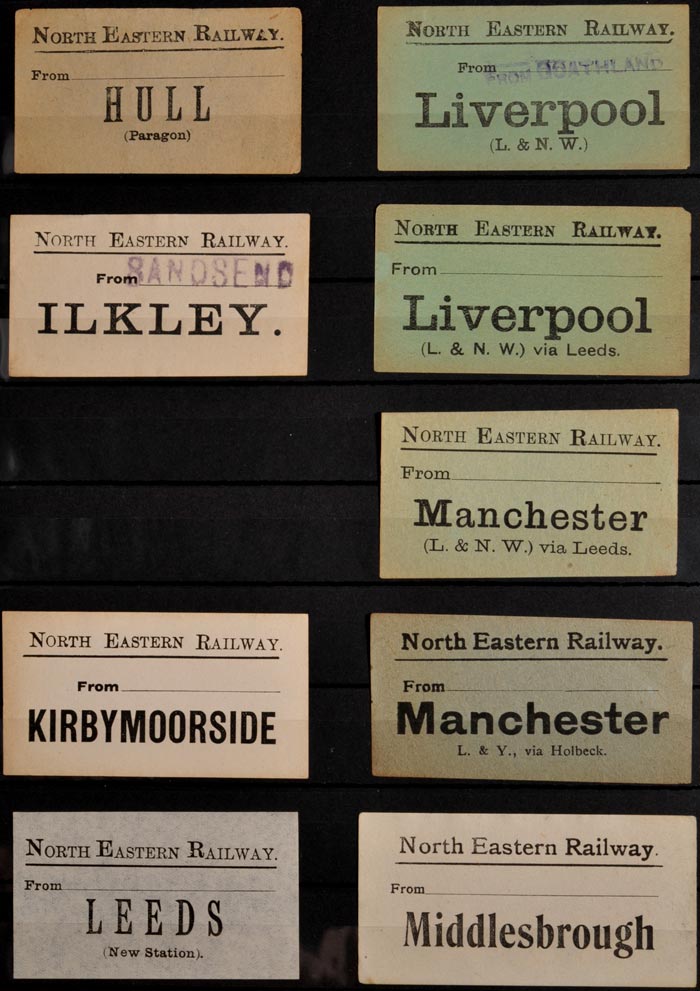 NORTH EASTERN RAILWAY.
From
HULL
(Paragon)
NORTH EASTERN RAILWAY.
From
FROM GOATHLAND
Liverpool
(L. & N. W.)
NORTH EASTERN RAILWAY.
From SANDSEND
ILKLEY.
NORTH EASTERN RAILWAY.
From
Liverpool
(L. & N. W.) via Leeds.
NORTH EASTERN RAILWAY.
From
Manchester
(L. & N. W.) via Leeds.
NORTH EASTERN RAILWAY.
From
KIRBYMOORSIDE
North Eastern Railway.
From
Manchester
L. & Y., via Holbeck.
NORTH EASTERN RAILWAY.
From
LEEDS
(New Station).
North Eastern Railway.
From
Middlesbrough